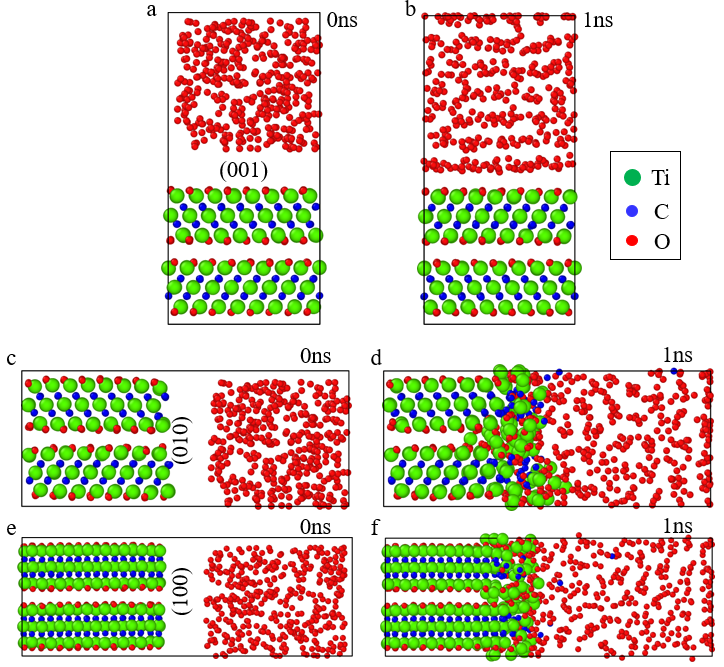 a
0ns
b
1ns
(001)
Ti
C
O
c
0ns
d
1ns
(010)
e
0ns
f
1ns
(100)